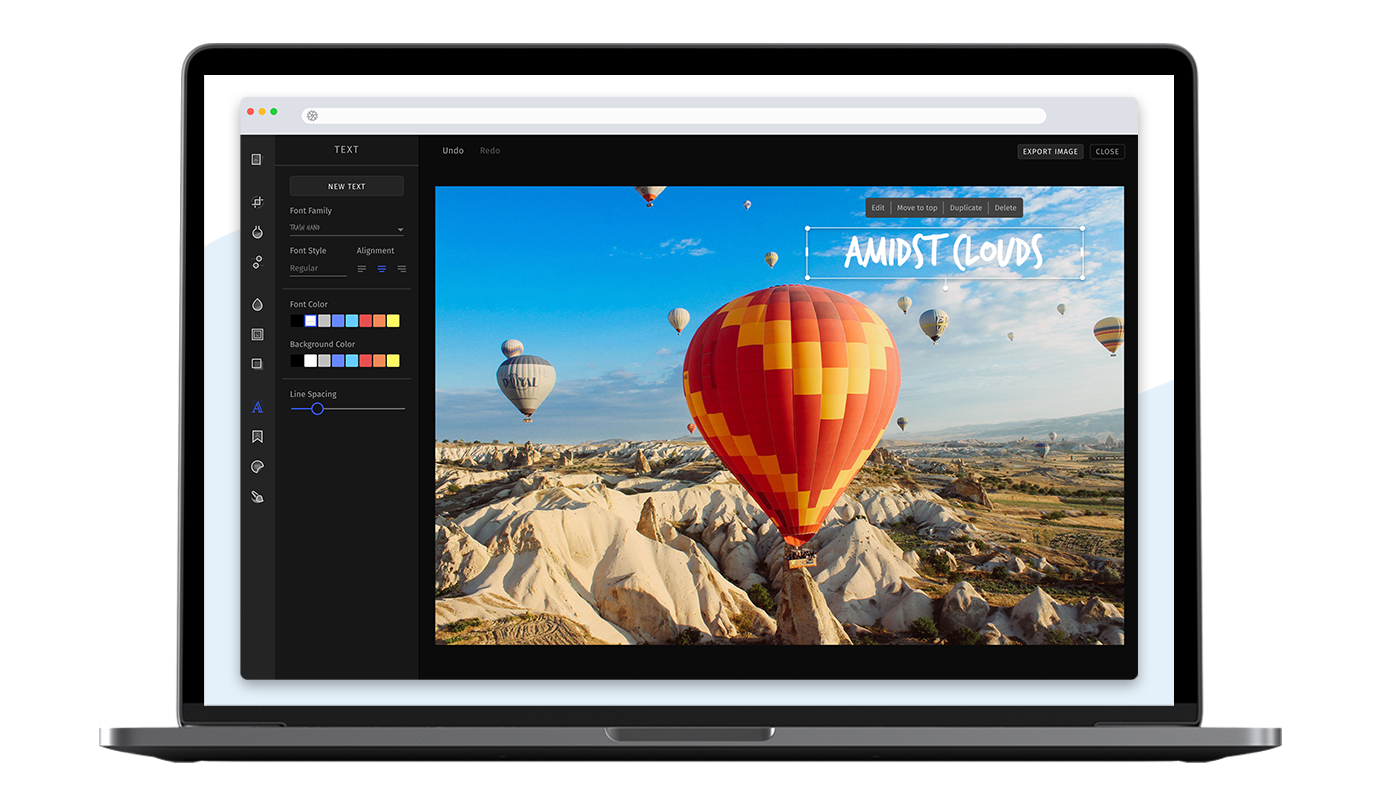 TEXT
Undo Redo
EXPORT IMAGE CLOSE
NEW TEXT
Font Family
TRASH HAND
Font Style Alignment
Regular
Font Color
Background Color
Line Spacing
Edit Move to top Duplicate Delete
AMIDST CLOUDS